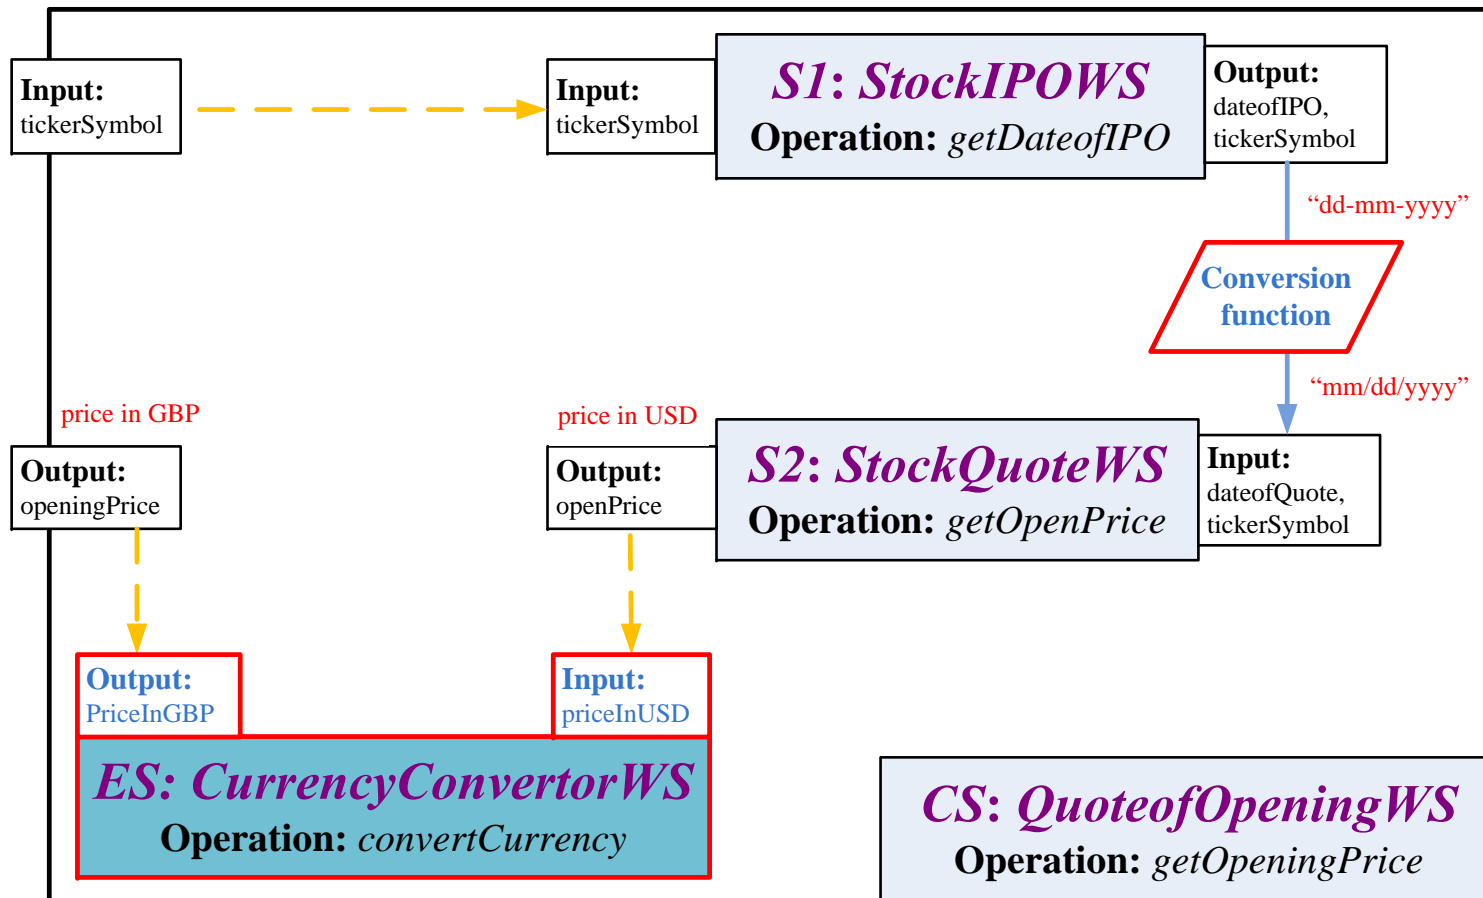 Input:
tickerSymbol
Input:
tickerSymbol
S1: StockIPOWS
Operation: getDateofIPO
Output:
dateofIPO,
tickerSymbol
“dd-mm-yyyy”
Conversion
function
“mm/dd/yyyy”
price in GBP
Output:
openingPrice
price in USD
Output:
openPrice
S2: StockQuoteWS
Operation: getOpenPrice
Input:
dateofQuote,
tickerSymbol
Output:
PriceInGBP
Input:
priceInUSD
ES: CurrencyConvertorWS
Operation: convertCurrency
CS: QuoteofOpeningWS
Operation: getOpeningPrice